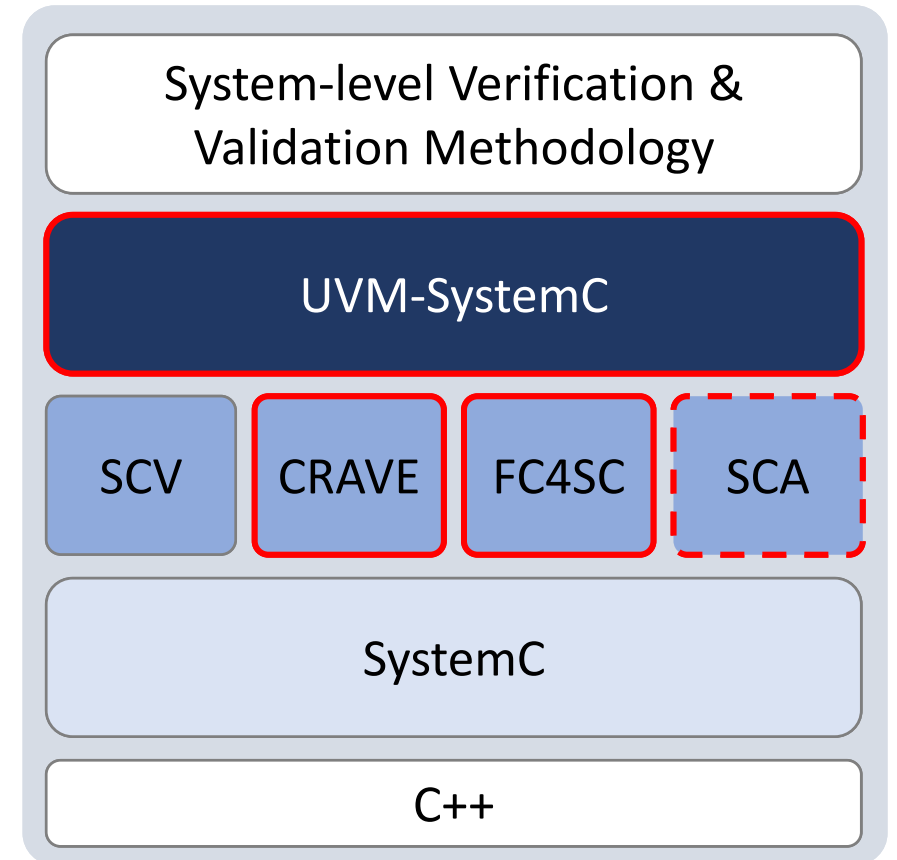 System-level Verification &
Validation Methodology
UVM-SystemC
SCV
CRAVE
FC4SC
SCA
SystemC
C++